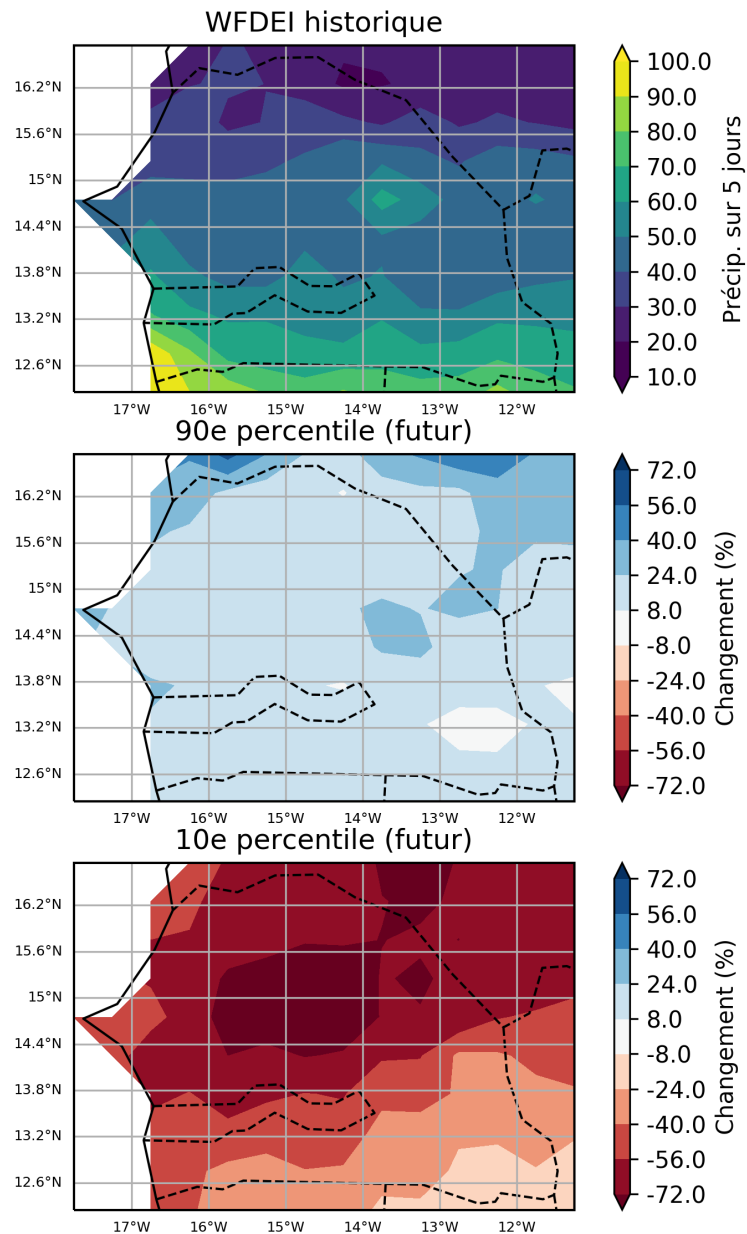 WFDEI historique
16.2°N
15.6°N
15°N
14.4°N
13.8°N
13.2°N
12.6°N
17°W 16°W 15°W 14°W 13°W 12°W
100.0
90.0
80.0
70.0
60.0
50.0
40.0
30.0
20.0
10.0
Précip. sur 5 jours
90e percentile (futur)
16.2°N
15.6°N
15°N
14.4°N
13.8°N
13.2°N
12.6°N
17°W 16°W 15°W 14°W 13°W 12°W
72.0
56.0
40.0
24.0
8.0
-8.0
-24.0
-40.0
-56.0
-72.0
Changement (%)
10e percentile (futur)
16.2°N
15.6°N
15°N
14.4°N
13.8°N
13.2°N
12.6°N
17°W 16°W 15°W 14°W 13°W 12°W
72.0
56.0
40.0
24.0
8.0
-8.0
-24.0
-40.0
-56.0
-72.0
Changement (%)